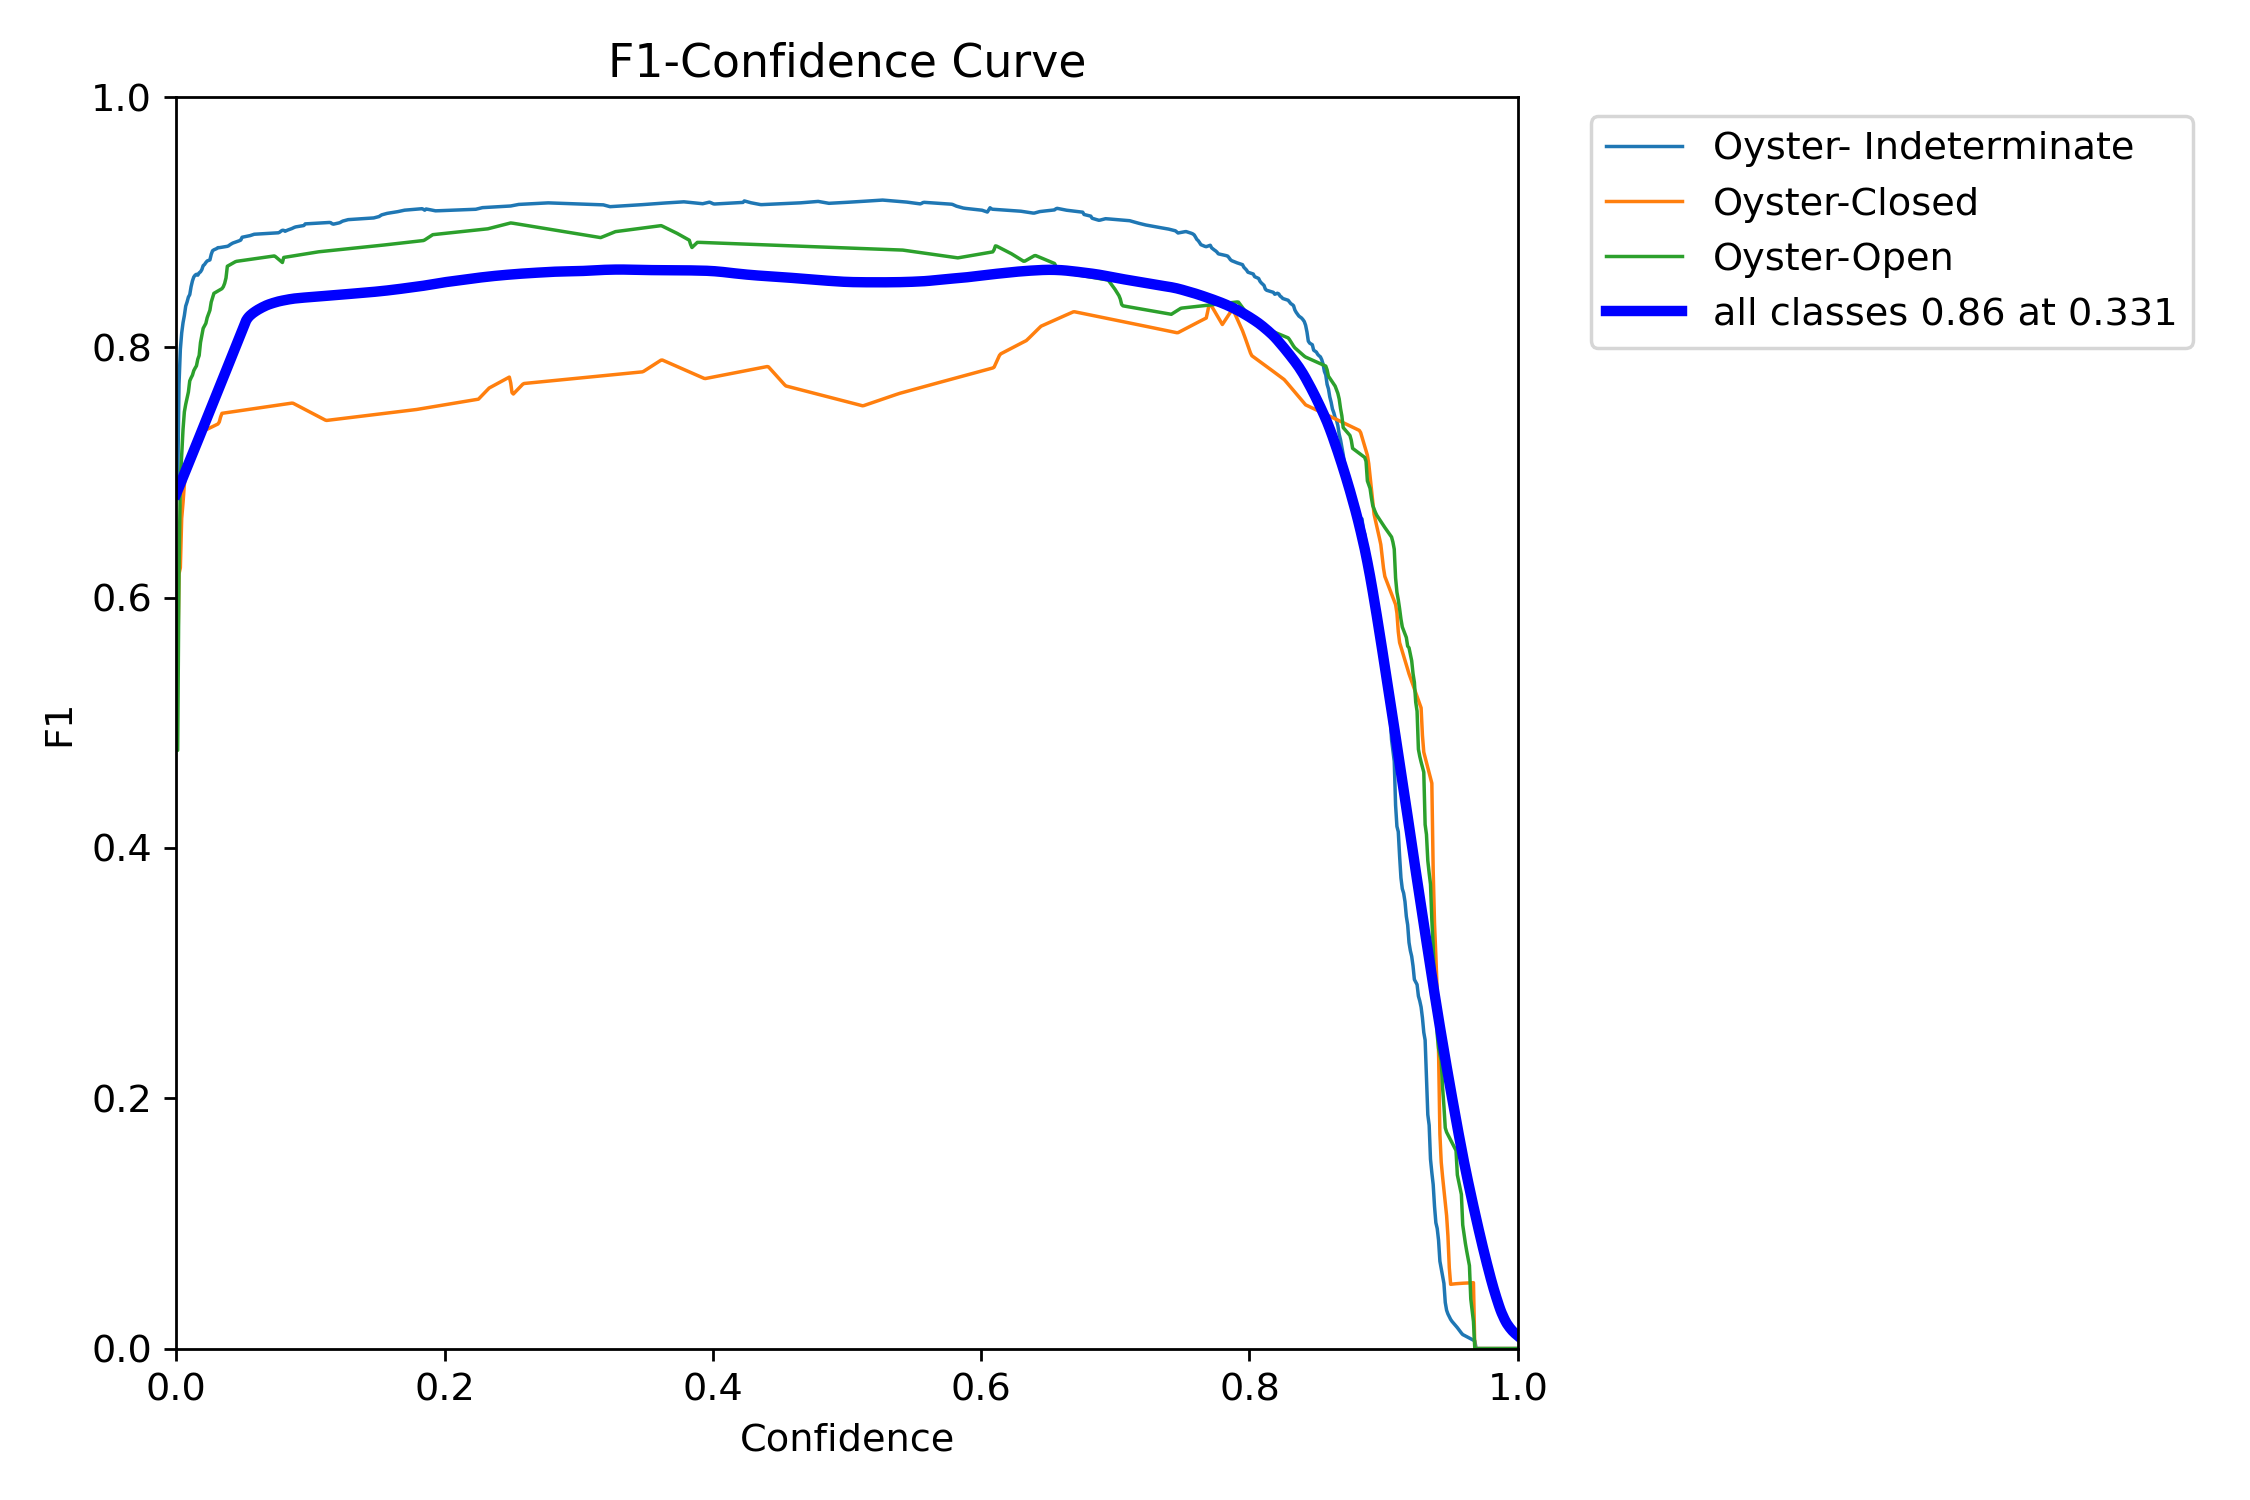 F1-Confidence Curve
1.0
0.8
0.6
0.4
0.2
0.0
F1
0.0 0.2 0.4 0.6 0.8 1.0
Confidence
Oyster- Indeterminate
Oyster-Closed
Oyster-Open
all classes 0.86 at 0.331